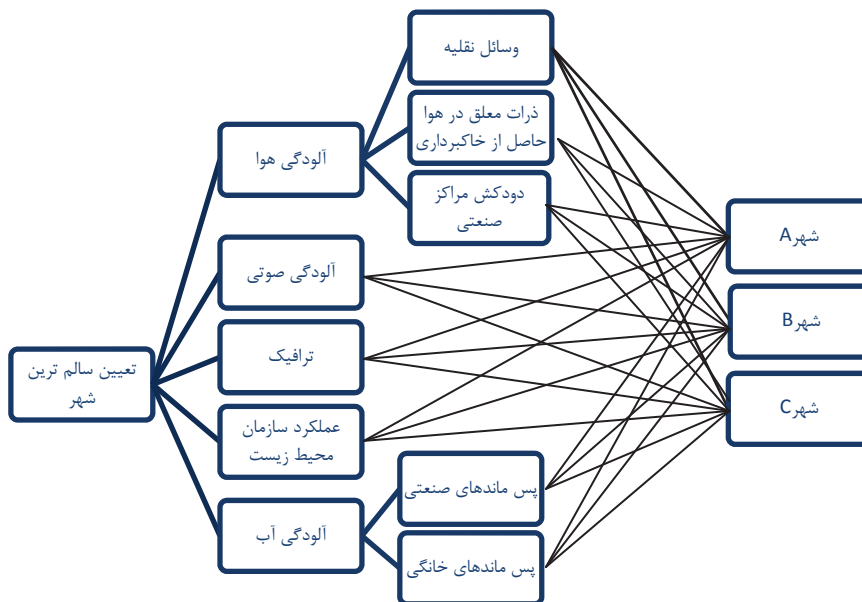 وسائل نقلیه
ذرات معلق در هوا
حاصل از خاکبرداری
آلودگی هوا
دودکش مراکز
صنعتی
شهرA
آلودگی صوتی
شهرB
ترافیک
تعیین سالم ترین
شهر
شهرC
عملکرد سازمان
محیط زیست
پس ماندهای صنعتی
آلودگی آب
پس ماندهای خانگی